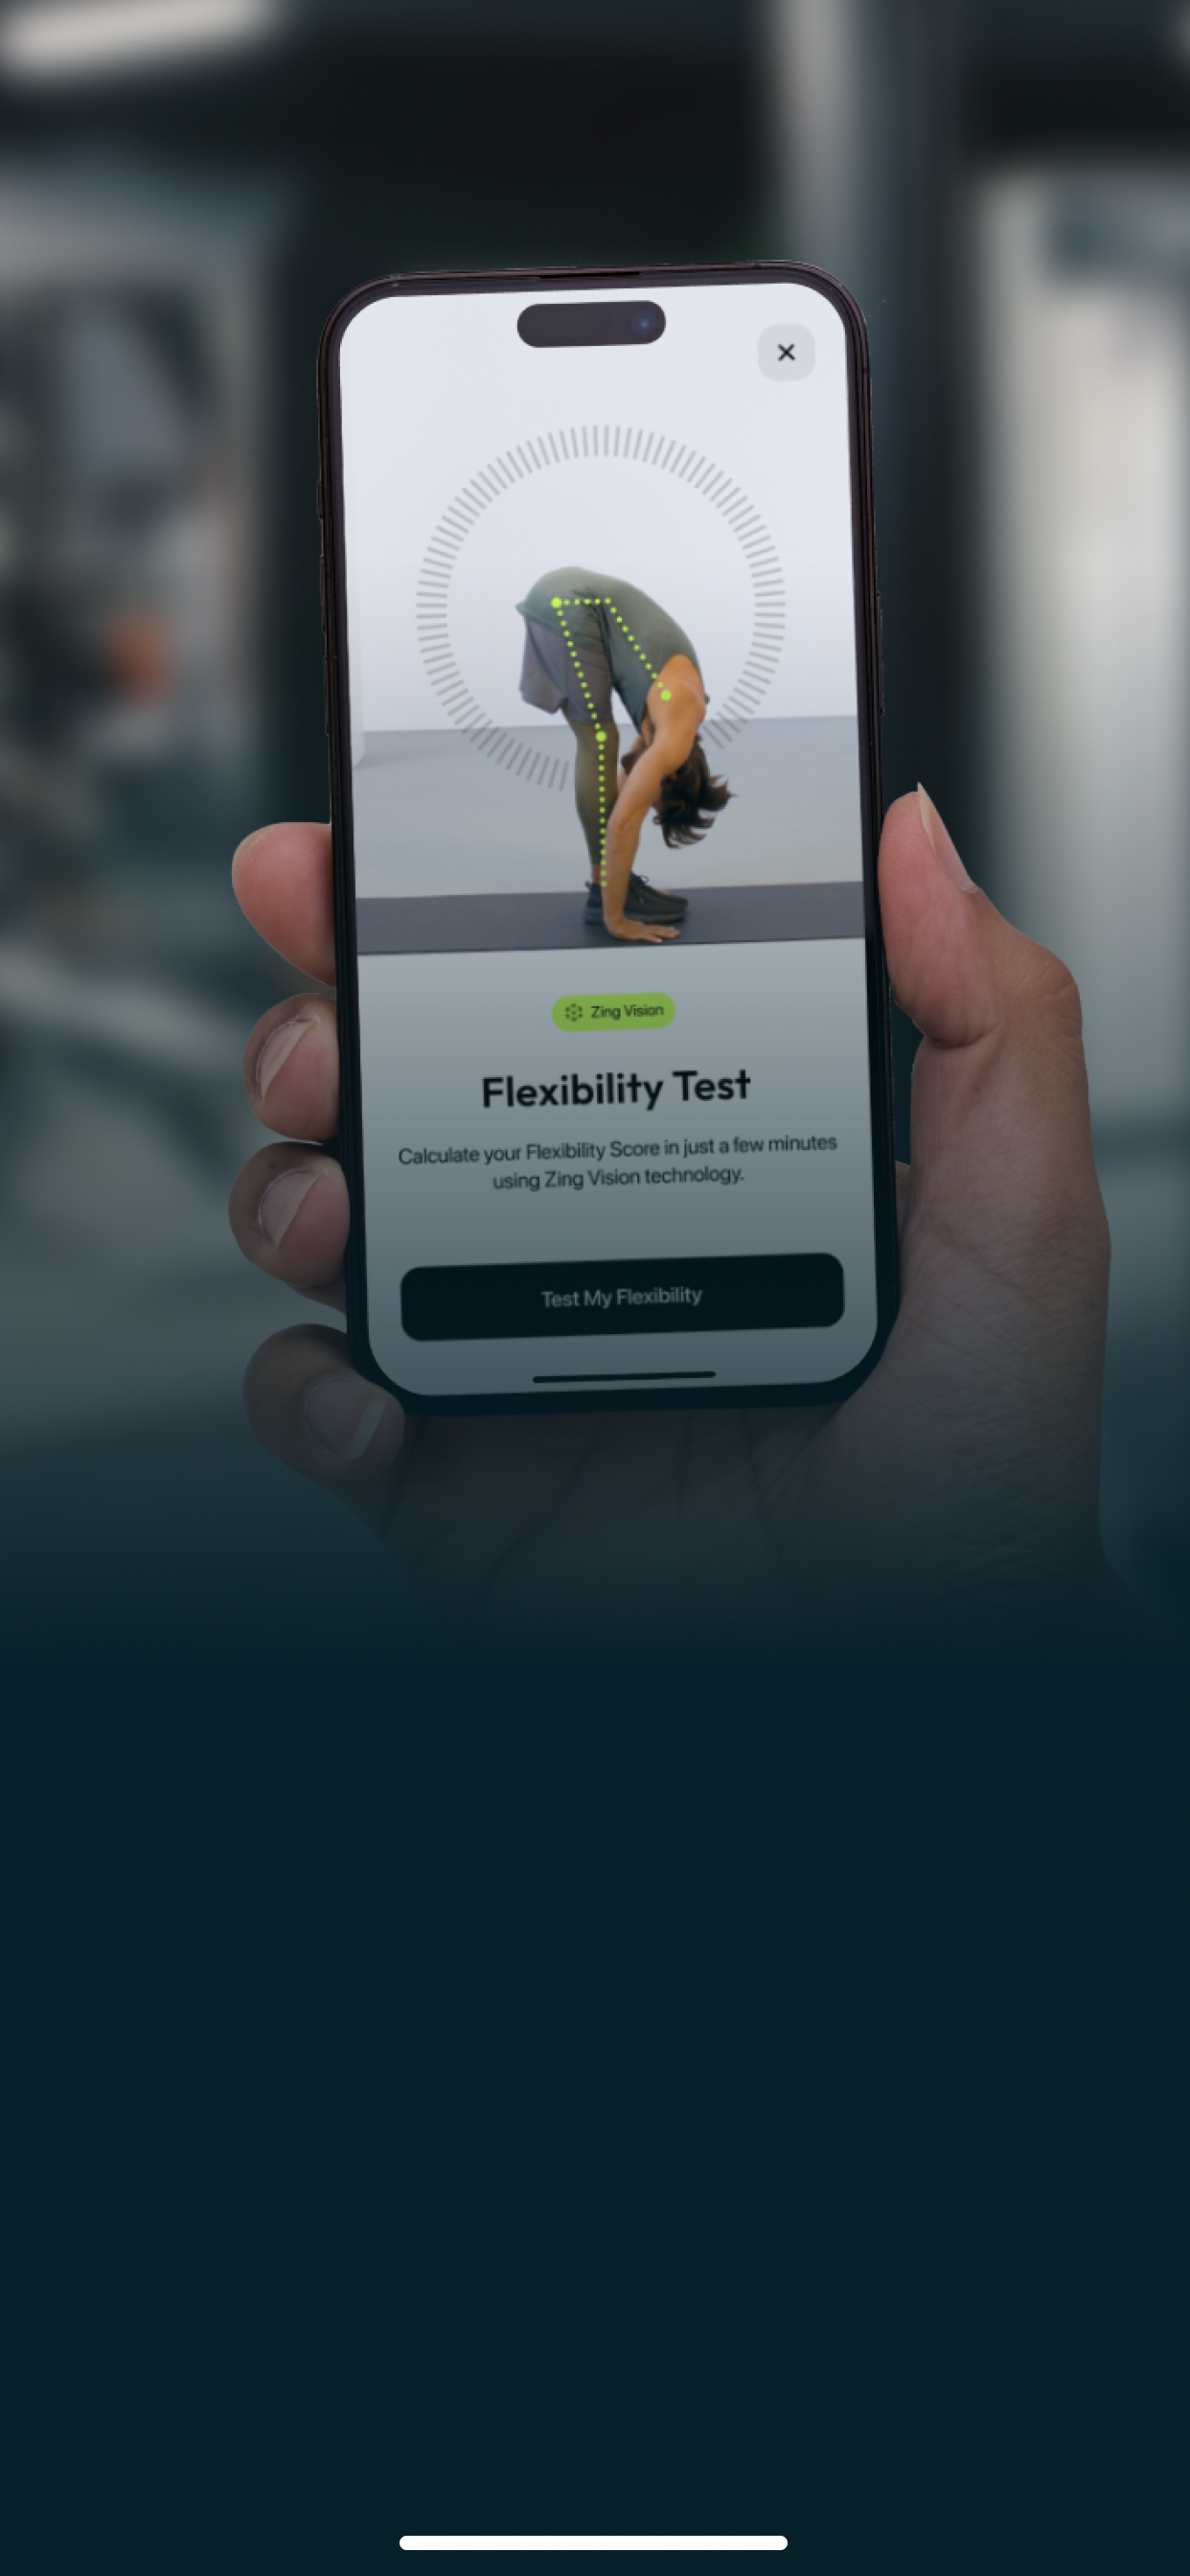 Zing Vision
Flexibility Test
Calculate your Flexibility Score in just a few minutes
using Zing Vision technology.
Test My Flexibility